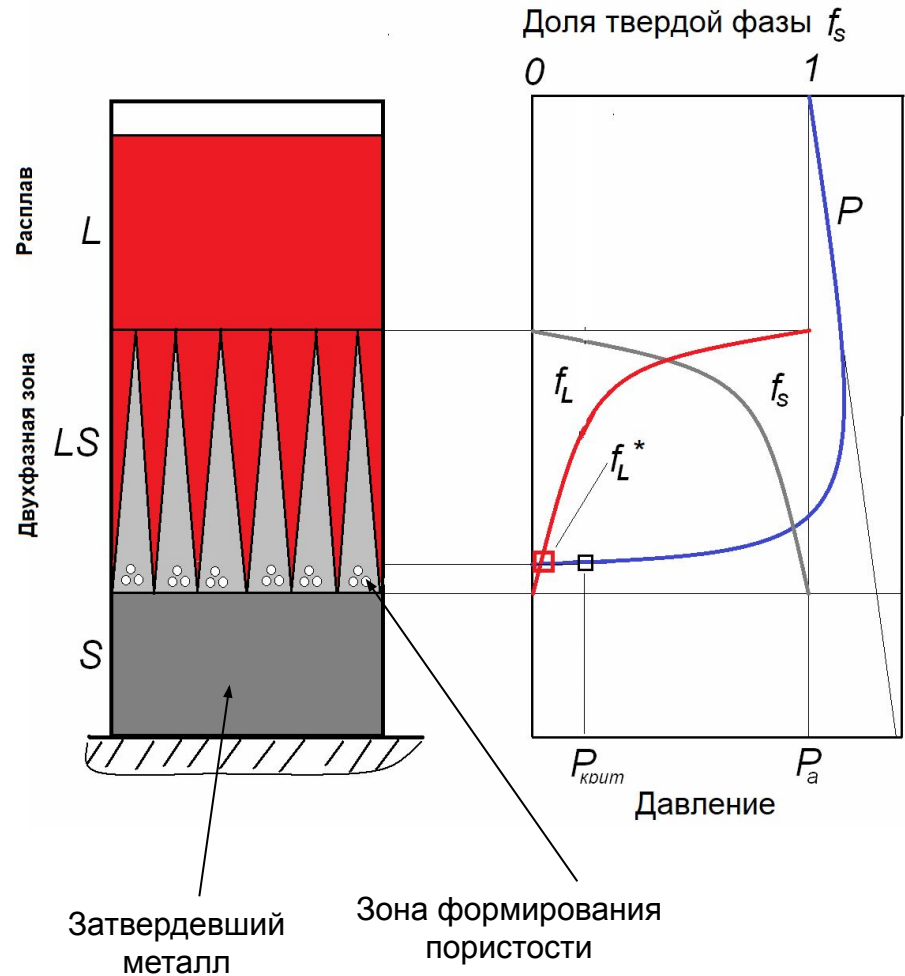 Доля твердой фазы fₛ
0 1
Расплав
L
P
Двухфазная зона
LS
f_L
f_s
f_L*
S
P_крит
P_a
Давление
Затвердевший
металл
Зона формирования
пористости